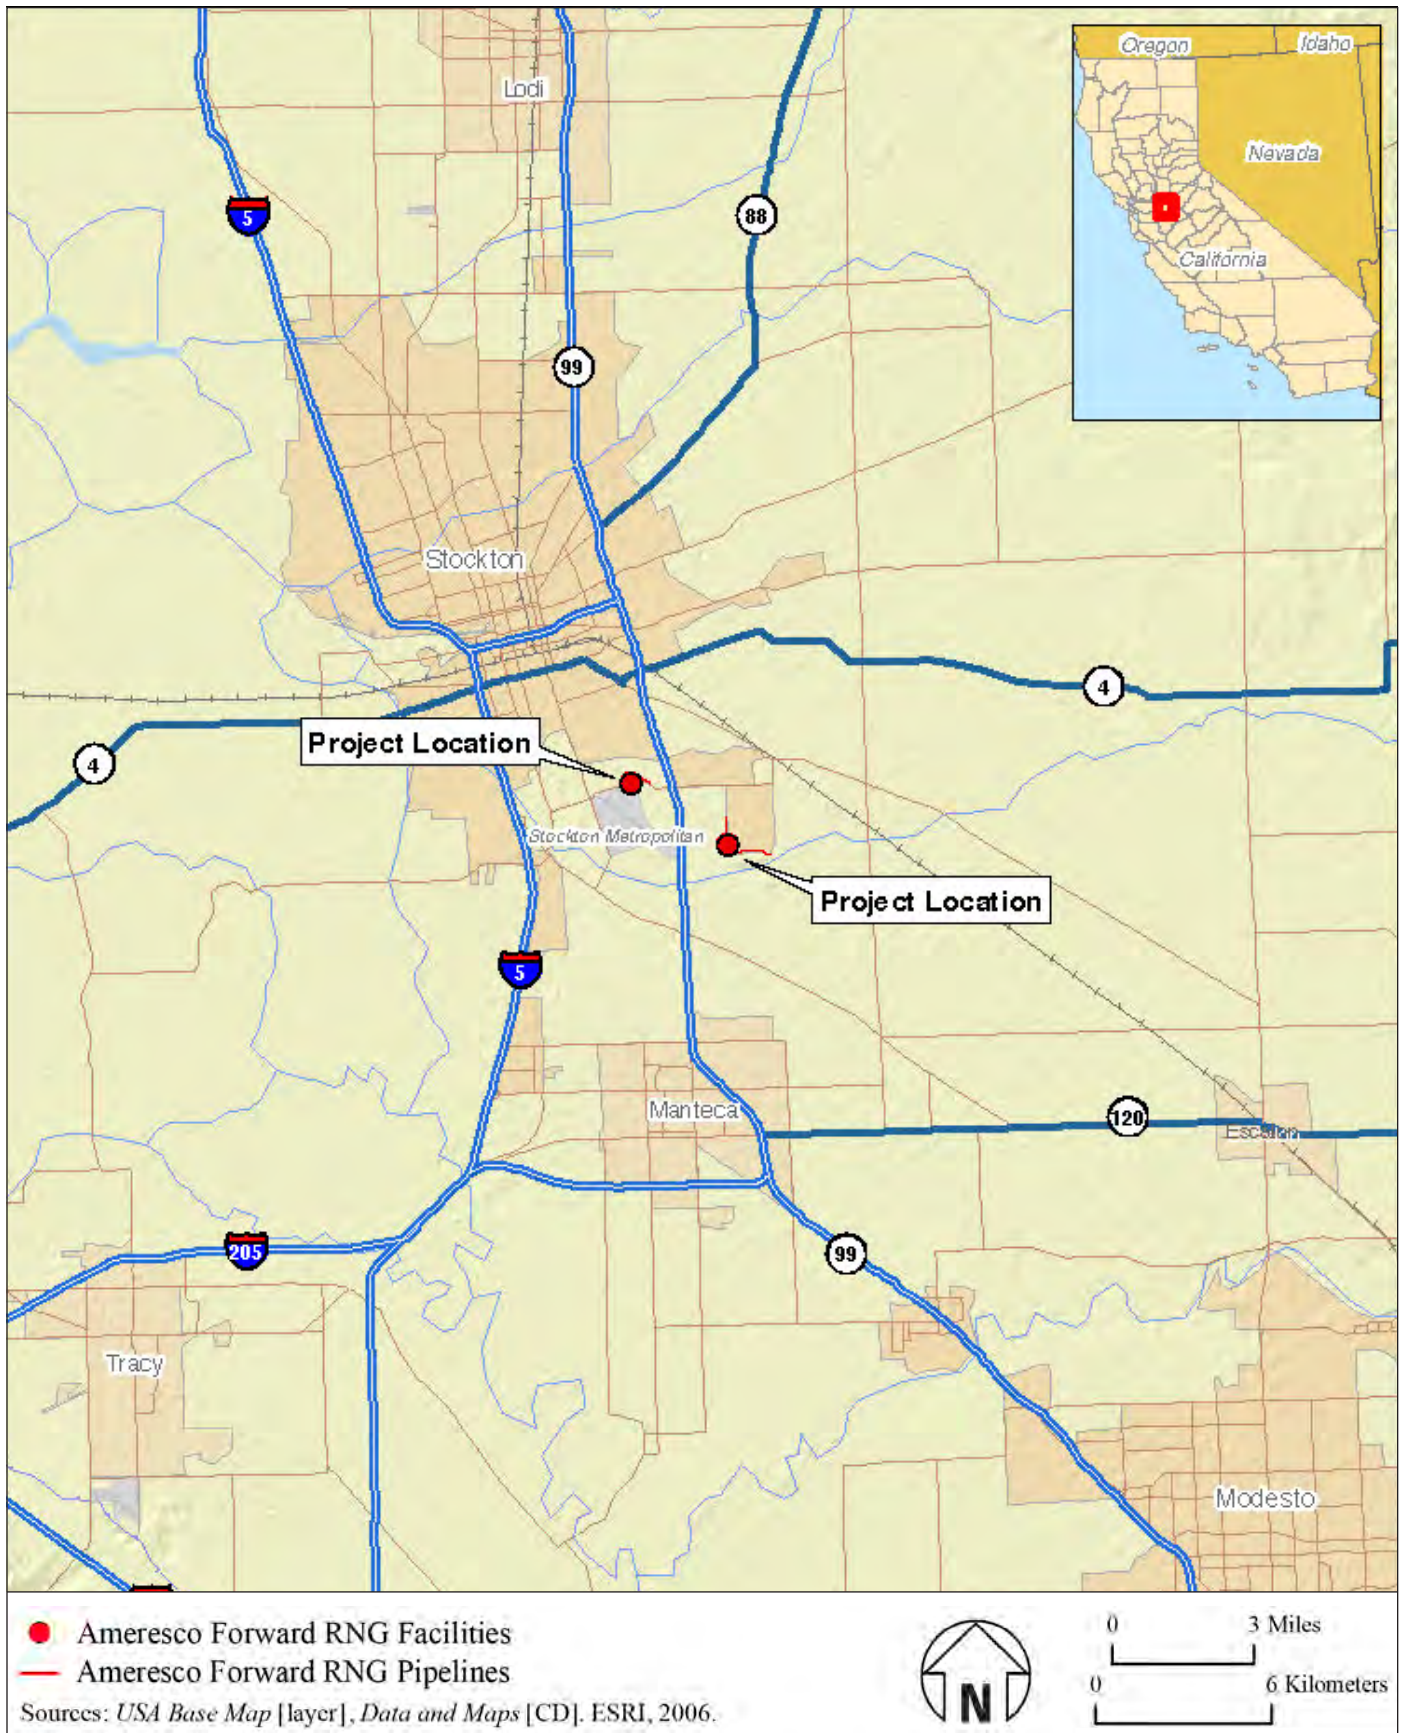 Oregon
Idaho
Lodi
Nevada
5
88
California
99
Stockton
4
Project Location
4
Stockton Metropolitan
Project Location
5
Manteca
120
Escalon
205
99
Tracy
Modesto
Ameresco Forward RNG Facilities
0 3 Miles
Ameresco Forward RNG Pipelines
0 6 Kilometers
N
Sources: USA Base Map [layer], Data and Maps [CD]. ESRI, 2006.